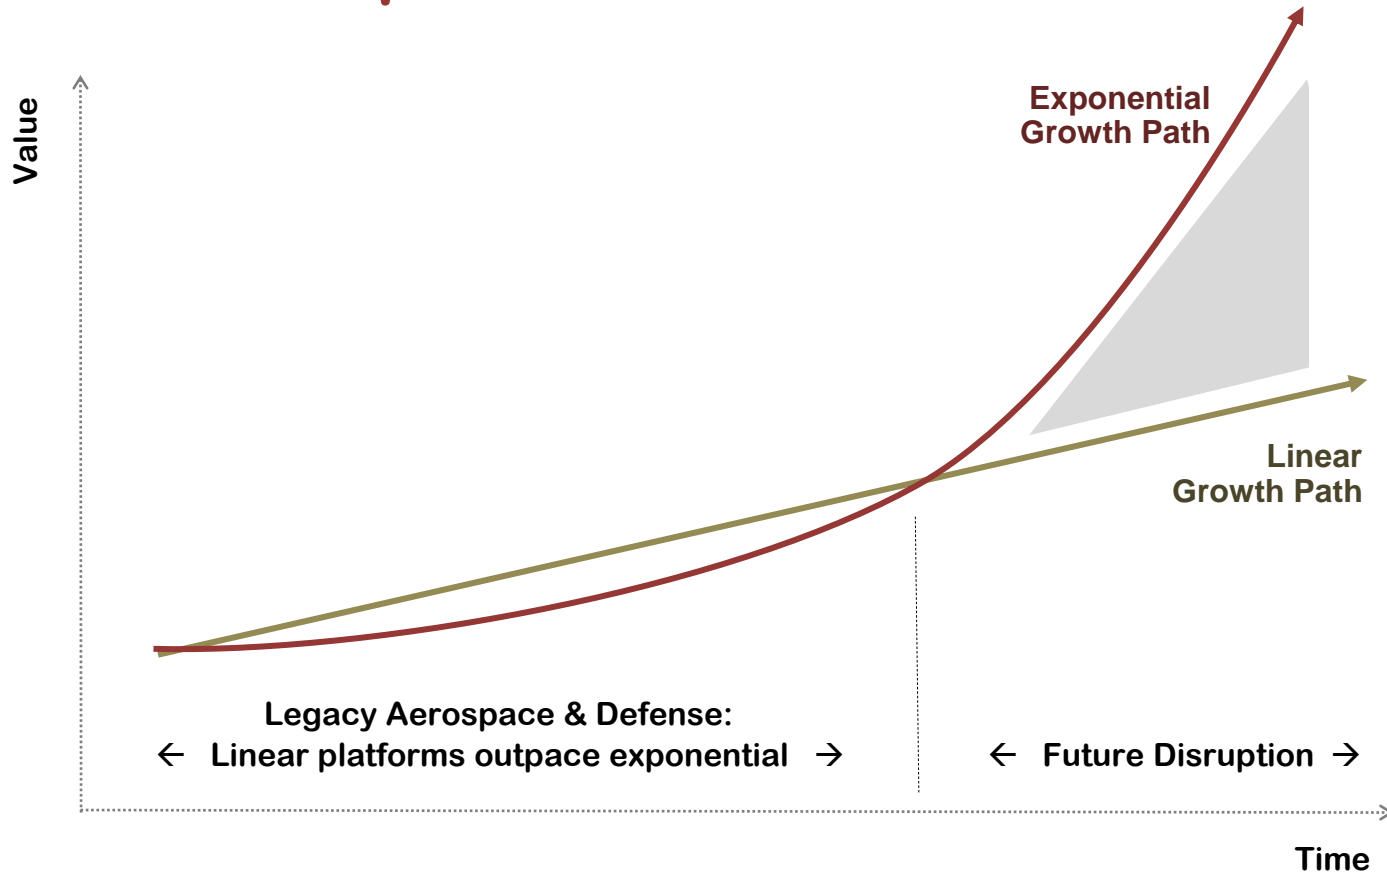 Value
Exponential
Growth Path
Linear
Growth Path
Legacy Aerospace & Defense:
← Linear platforms outpace exponential →
← Future Disruption →
Time